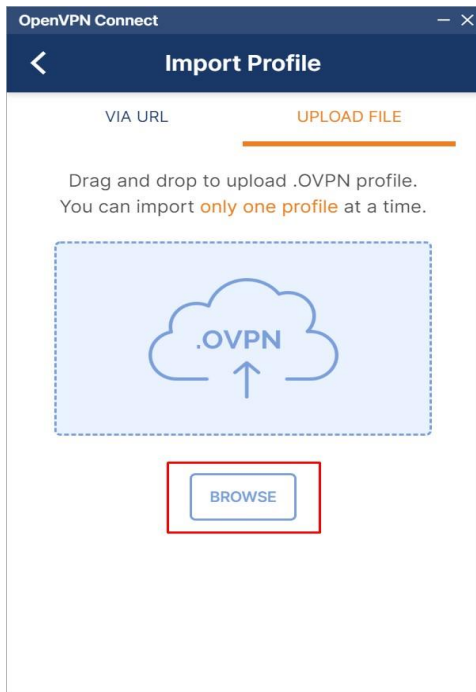 OpenVPN Connect
Import Profile
VIA URL
UPLOAD FILE
Drag and drop to upload .OVPN profile.
You can import only one profile at a time.
.OVPN
BROWSE